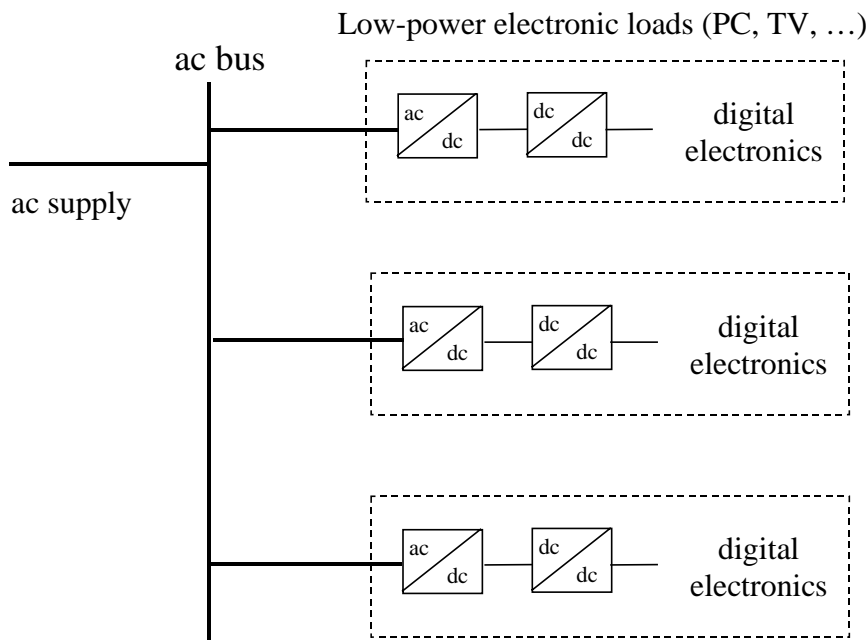 Low-power electronic loads (PC, TV, …)
ac bus
ac
dc
dc
dc
digital
electronics
ac supply
ac
dc
dc
dc
digital
electronics
ac
dc
dc
dc
digital
electronics